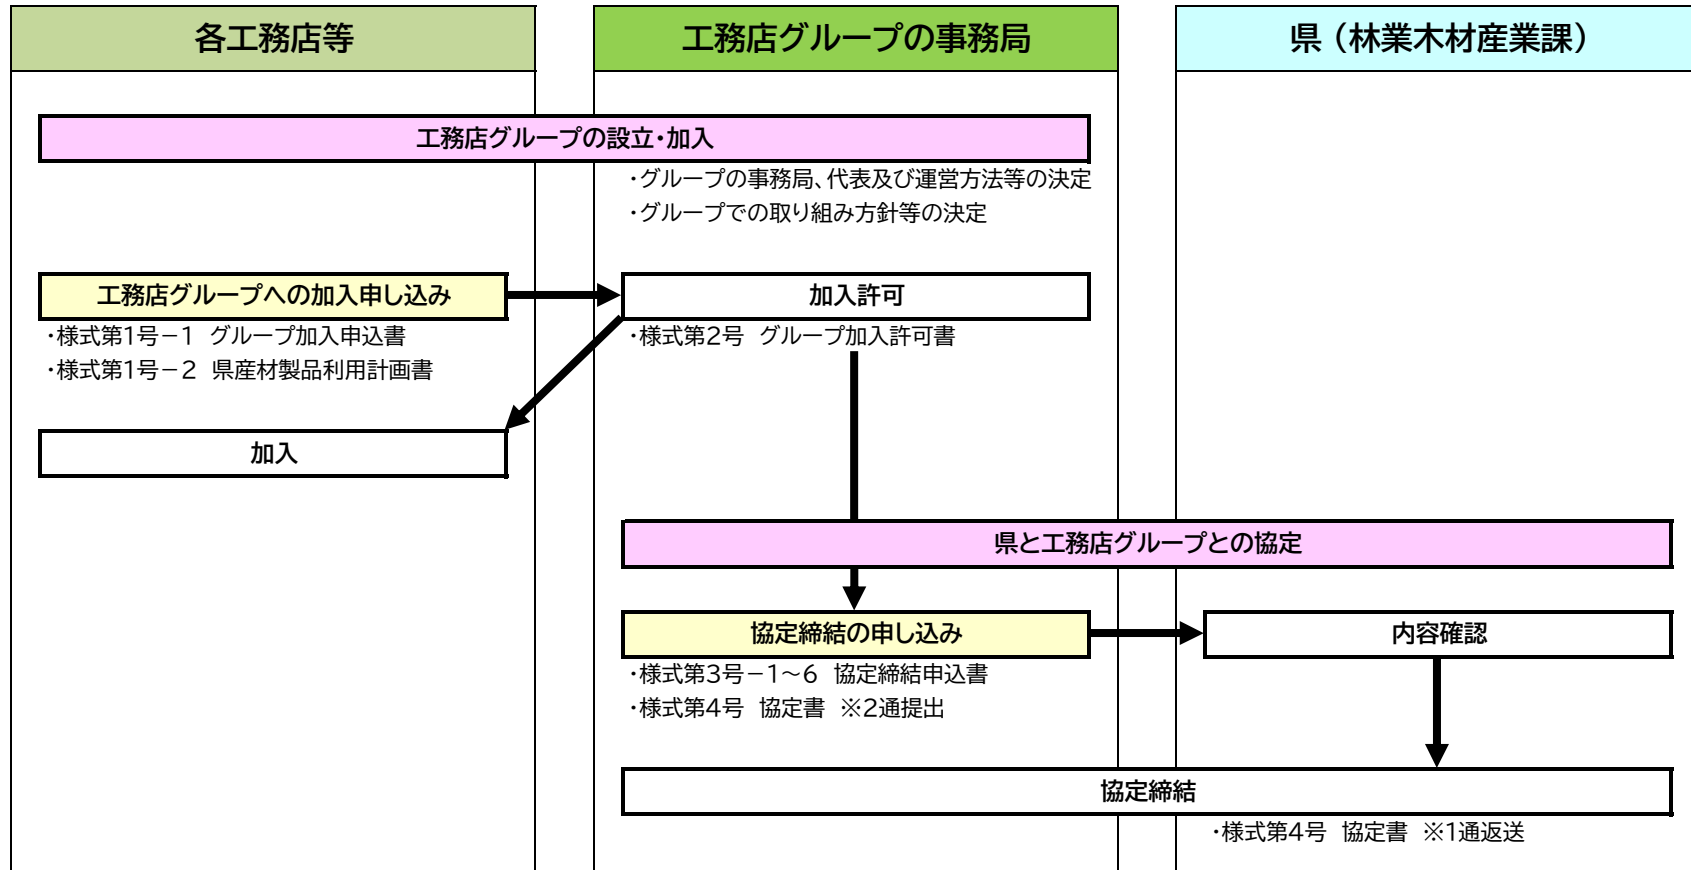 各工務店等
工務店グループの事務局
県（林業木材産業課）
工務店グループの設立・加入
・グループの事務局、代表及び運営方法等の決定
・グループでの取り組み方針等の決定
工務店グループへの加入申し込み
加入許可
・様式第1号－1　グループ加入申込書
・様式第1号－2　県産材製品利用計画書
・様式第2号　グループ加入許可書
加入
県と工務店グループとの協定
協定締結の申し込み
内容確認
・様式第3号－1～6　協定締結申込書
・様式第4号　協定書　※2通提出
協定締結
・様式第4号　協定書　※1通返送